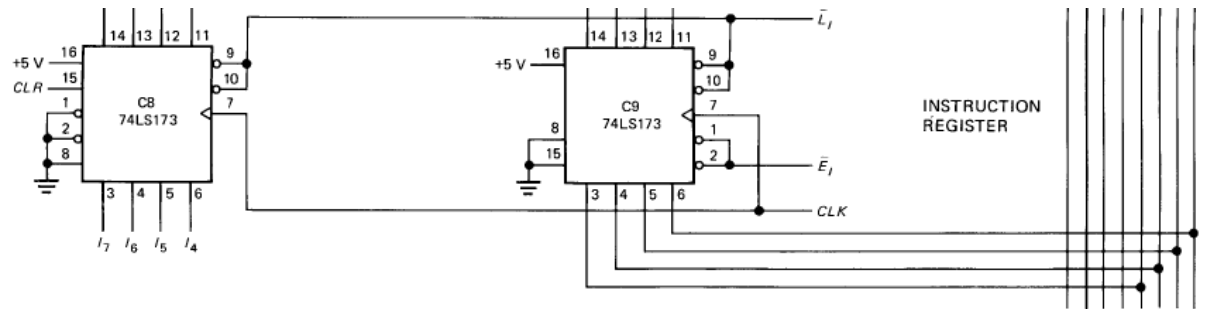 L̄I
14 13 12 11
14 13 12 11
16 9
16 9
+5 V
+5 V
15 10
10
CLR
C8
74LS173
C9
74LS173
1 7
7
INSTRUCTION
REGISTER
2
8 1
8
15 2
ĒI
3 4 5 6
3 4 5 6
CLK
I7 I6 I5 I4